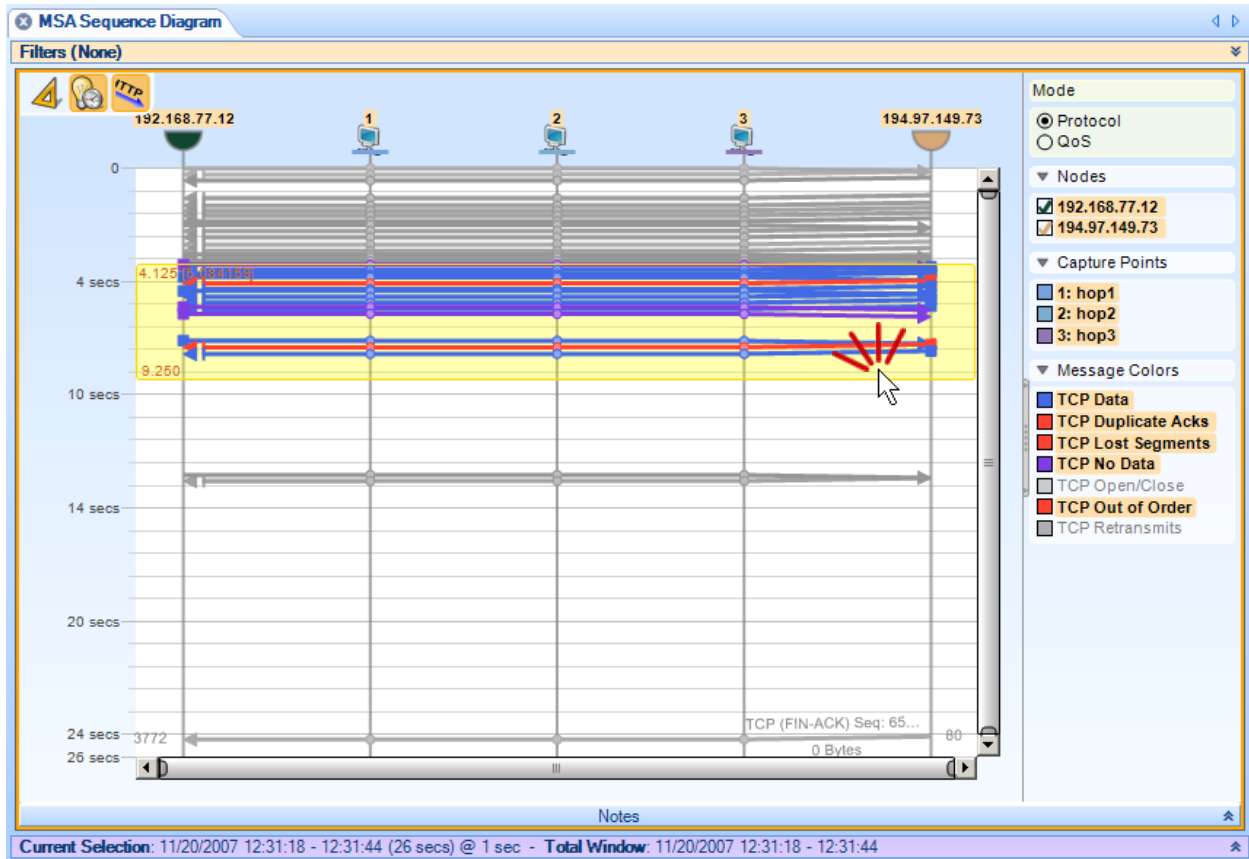 MSA Sequence Diagram
Filters (None)
HTTP
192.168.77.12
1
2
3
194.97.149.73
0
4.125
4 secs
9.250
10 secs
14 secs
20 secs
TCP (FIN-ACK) Seq: 65...
24 secs
3772
80
0 Bytes
26 secs
Mode
Protocol
QoS
Nodes
192.168.77.12
194.97.149.73
Capture Points
1: hop1
2: hop2
3: hop3
Message Colors
TCP Data
TCP Duplicate Acks
TCP Lost Segments
TCP No Data
TCP Open/Close
TCP Out of Order
TCP Retransmits
Notes
Current Selection: 11/20/2007 12:31:18 - 12:31:44 (26 secs) @ 1 sec - Total Window: 11/20/2007 12:31:18 - 12:31:44